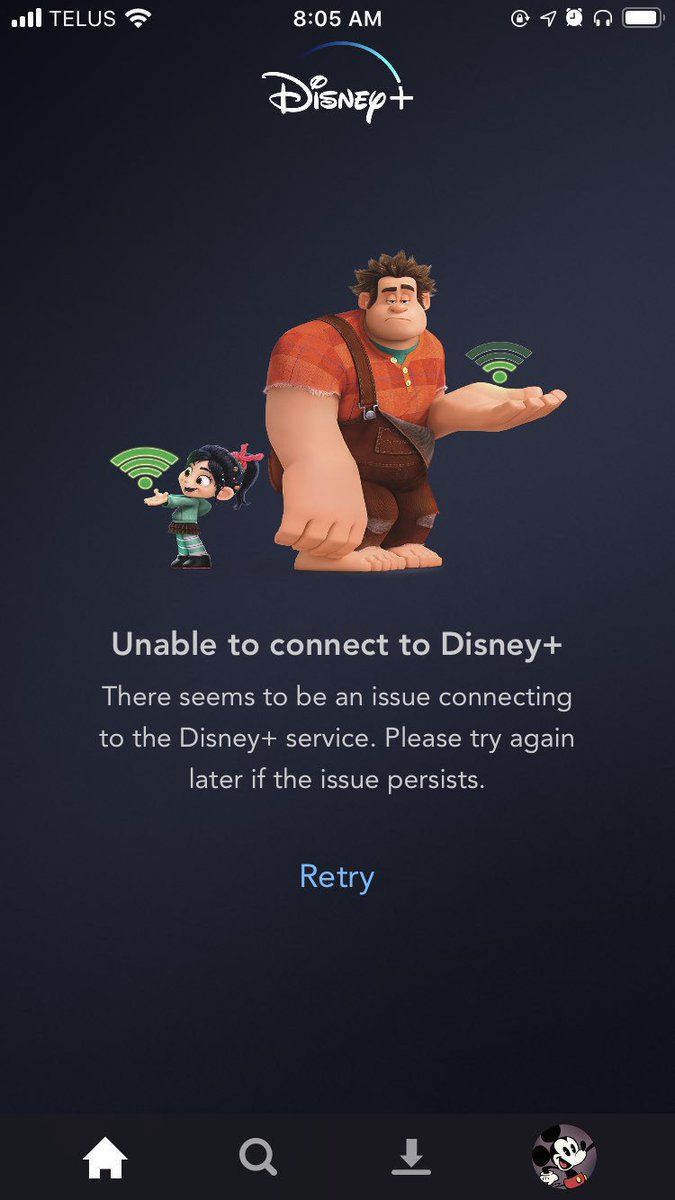 TELUS 8:05 AM
Disney+
Unable to connect to Disney+
There seems to be an issue connecting
to the Disney+ service. Please try again
later if the issue persists.
Retry